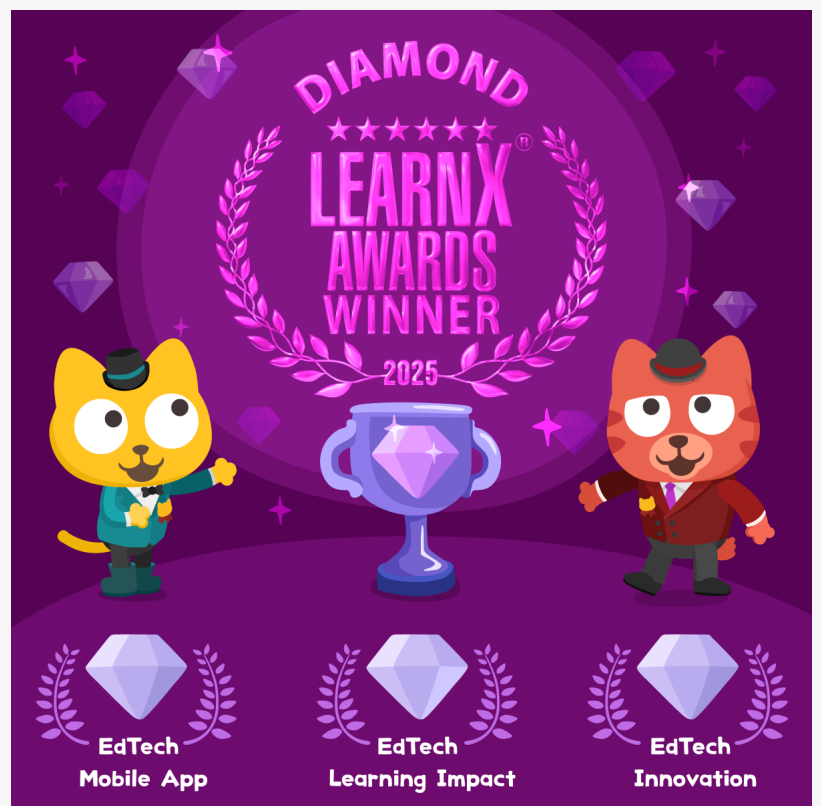 DIAMOND
LEARNX®
AWARDS
WINNER
2025
EdTech
Mobile App
EdTech
Learning Impact
EdTech
Innovation